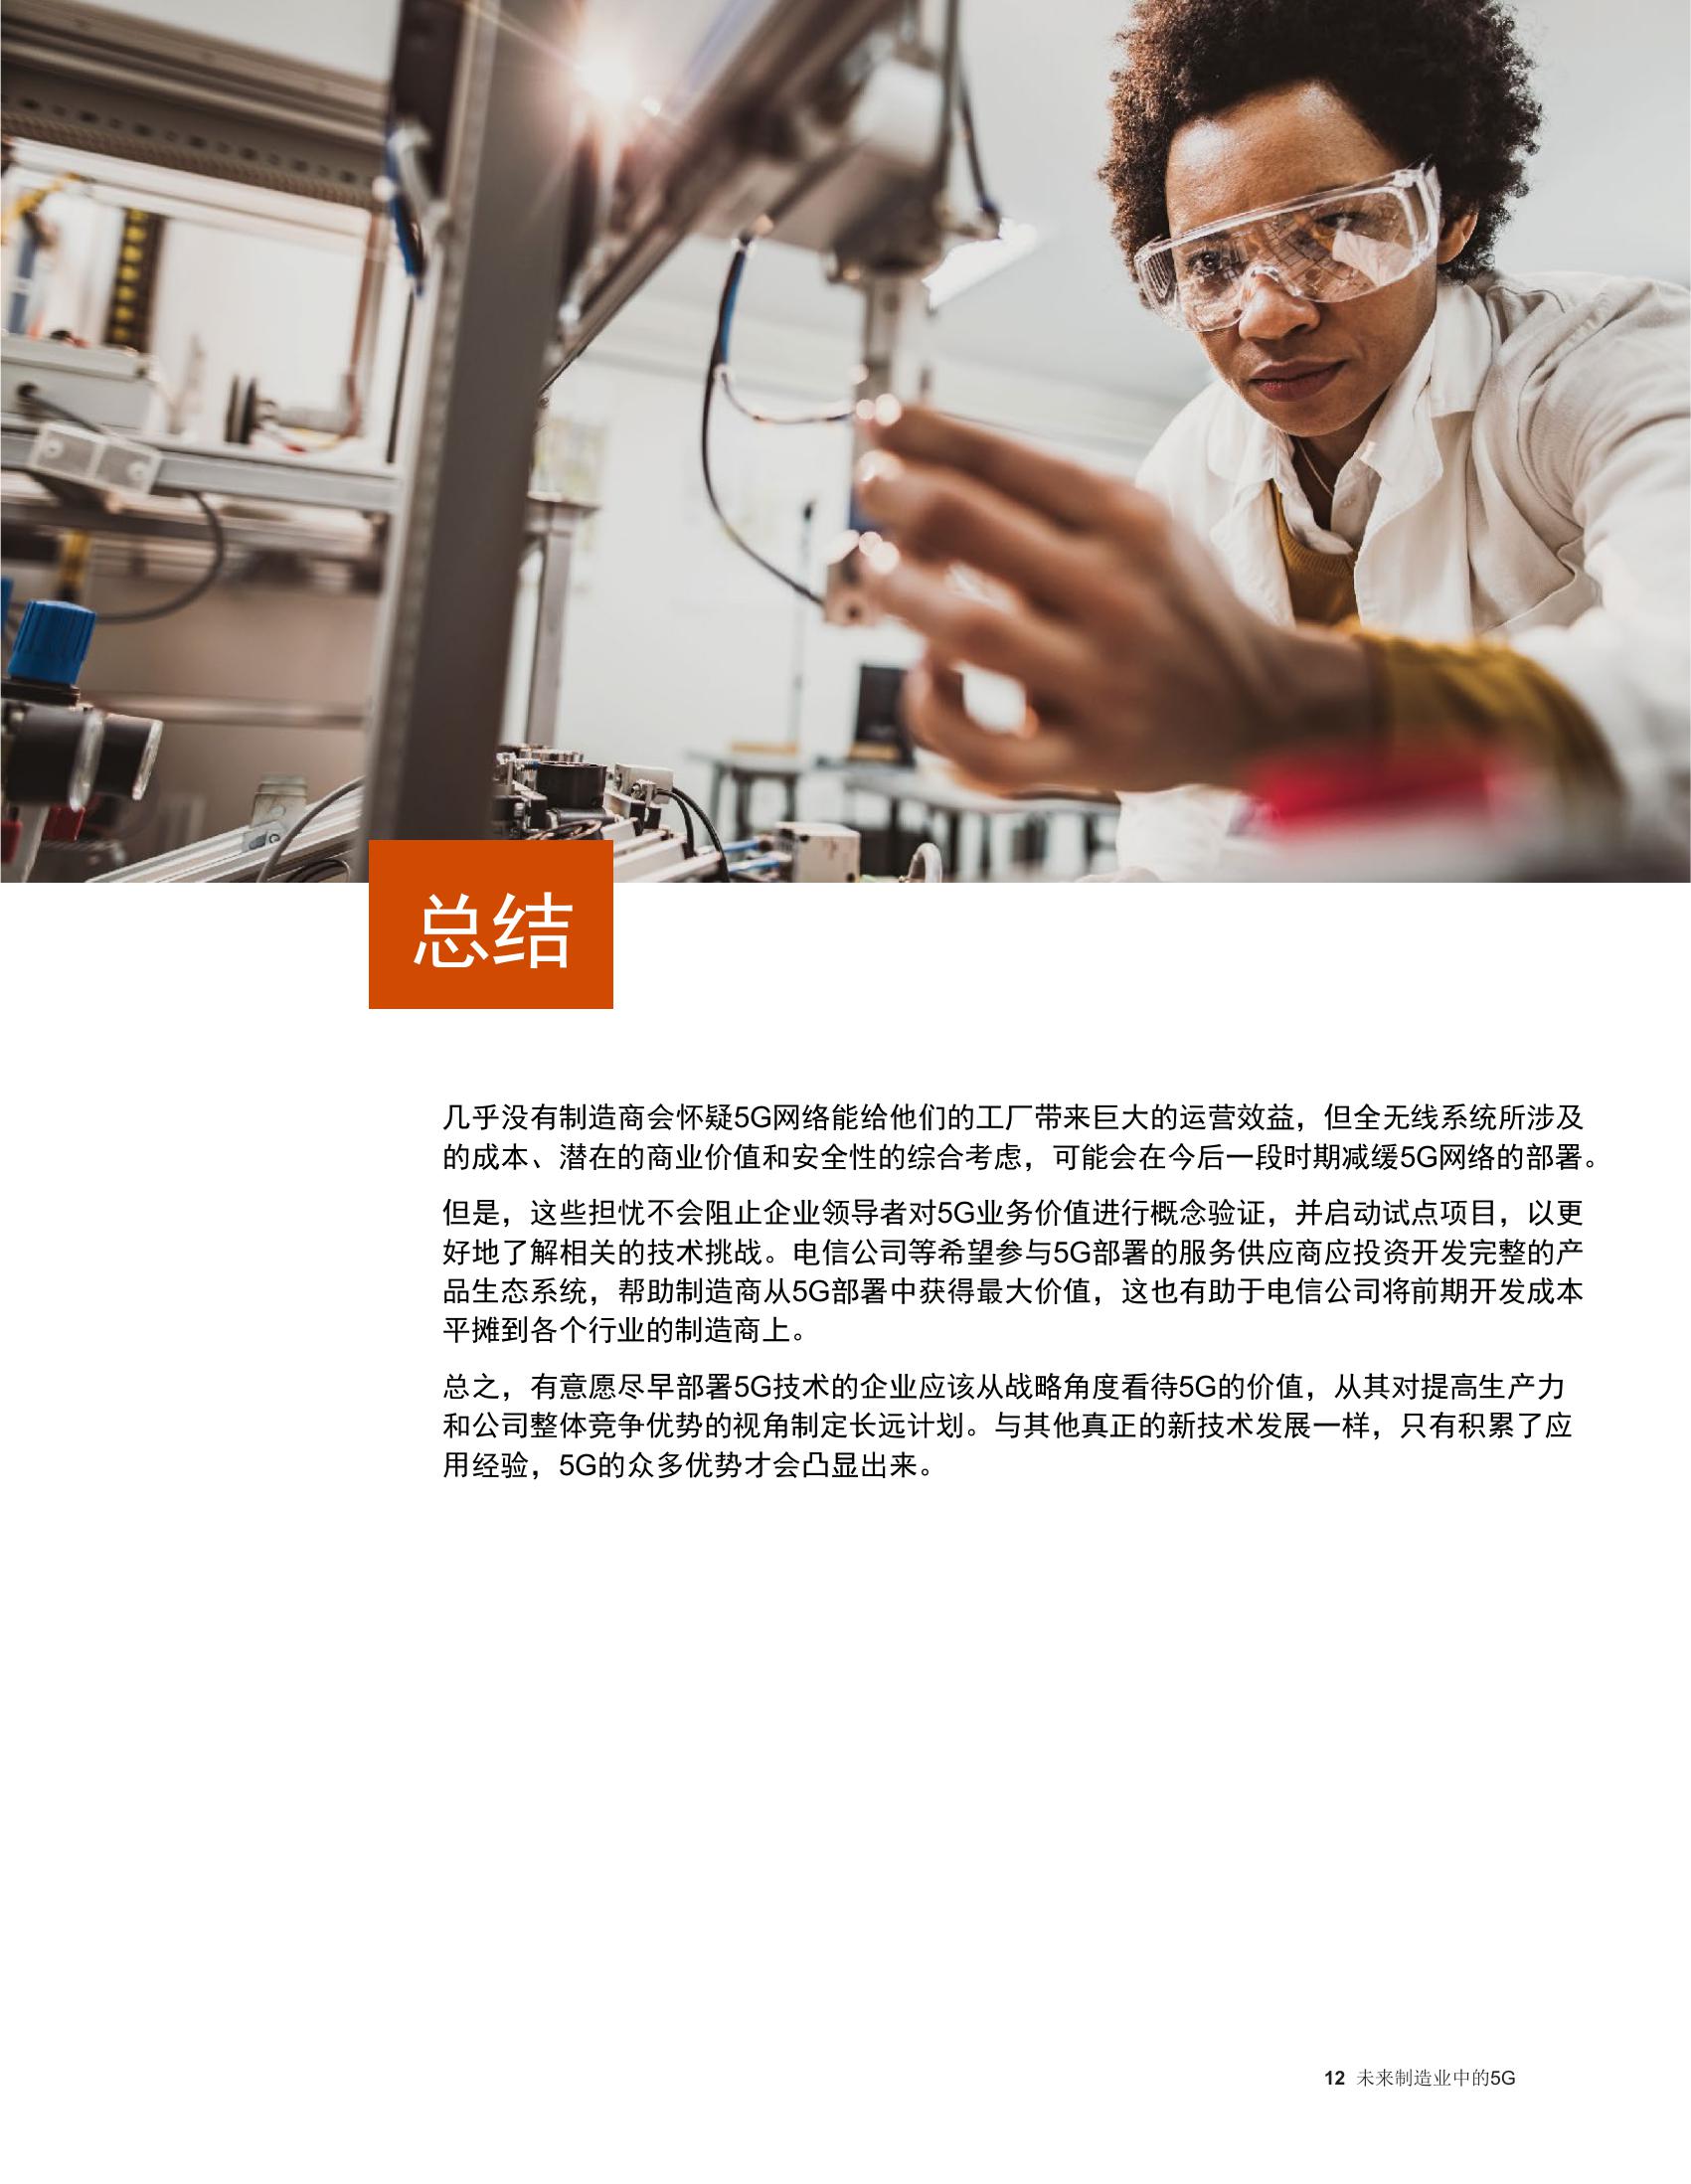 总结
几乎没有制造商会怀疑5G网络能给他们的工厂带来巨大的运营效益，但全无线系统所涉及
的成本、潜在的商业价值和安全性的综合考虑，可能会在今后一段时期减缓5G网络的部署。
但是，这些担忧不会阻止企业领导者对5G业务价值进行概念验证，并启动试点项目，以更
好地了解相关的技术挑战。电信公司等希望参与5G部署的服务供应商应投资开发完整的产
品生态系统，帮助制造商从5G部署中获得最大价值，这也有助于电信公司将前期开发成本
平摊到各个行业的制造商上。
总之，有意愿尽早部署5G技术的企业应该从战略角度看待5G的价值，从其对提高生产力
和公司整体竞争优势的视角制定长远计划。与其他真正的新技术发展一样，只有积累了应
用经验，5G的众多优势才会凸显出来。
12 未来制造业中的5G